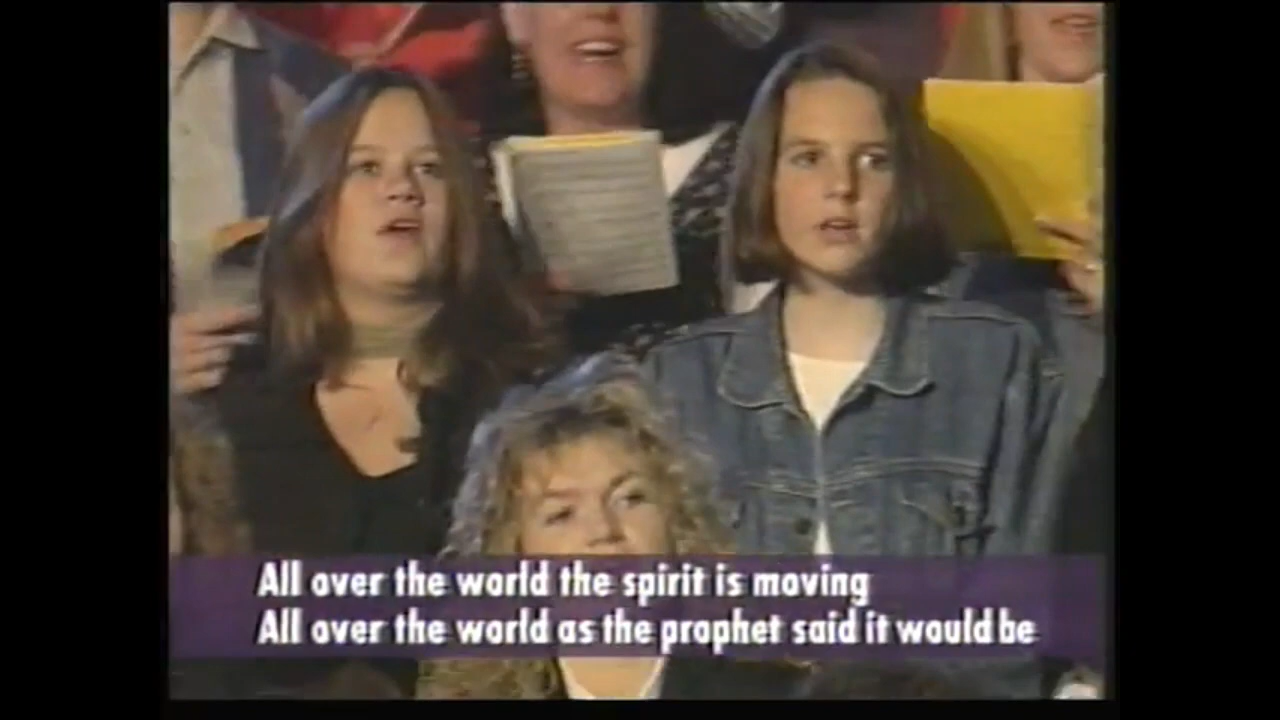 All over the world the spirit is moving
All over the world as the prophet said it would be